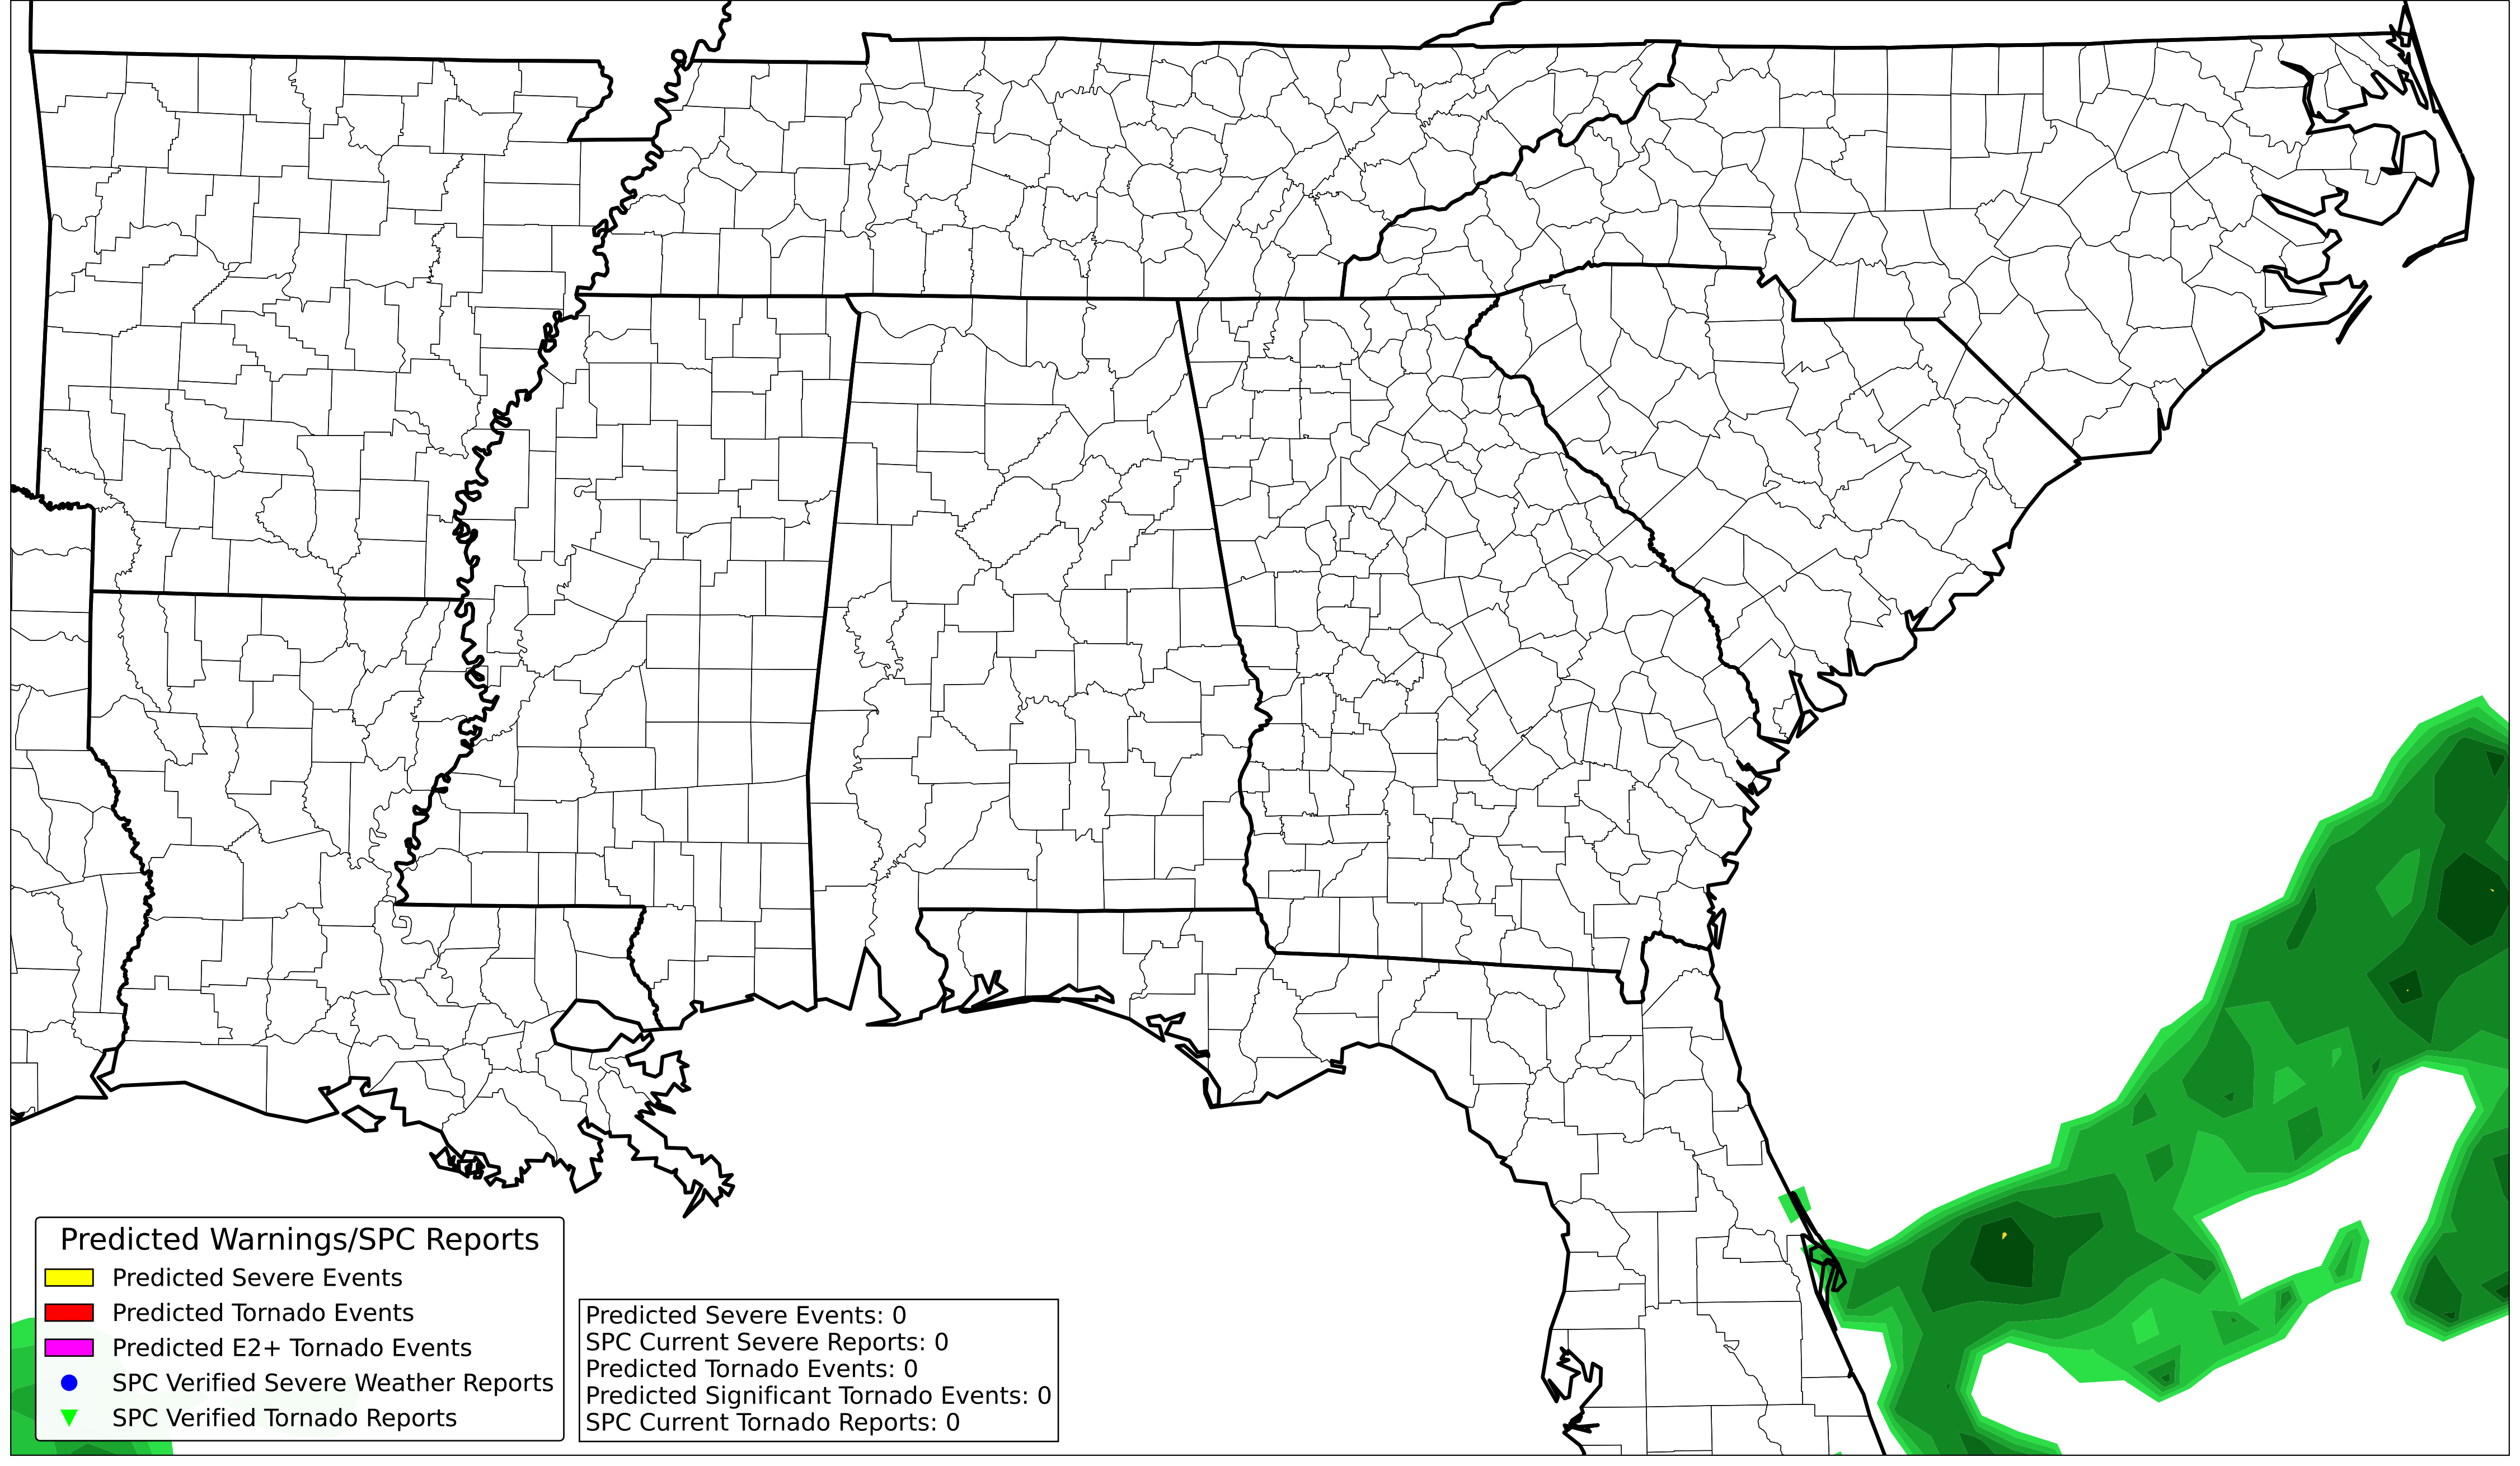 Predicted Warnings/SPC Reports
Predicted Severe Events
Predicted Tornado Events
Predicted E2+ Tornado Events
SPC Verified Severe Weather Reports
SPC Verified Tornado Reports
Predicted Severe Events: 0
SPC Current Severe Reports: 0
Predicted Tornado Events: 0
Predicted Significant Tornado Events: 0
SPC Current Tornado Reports: 0